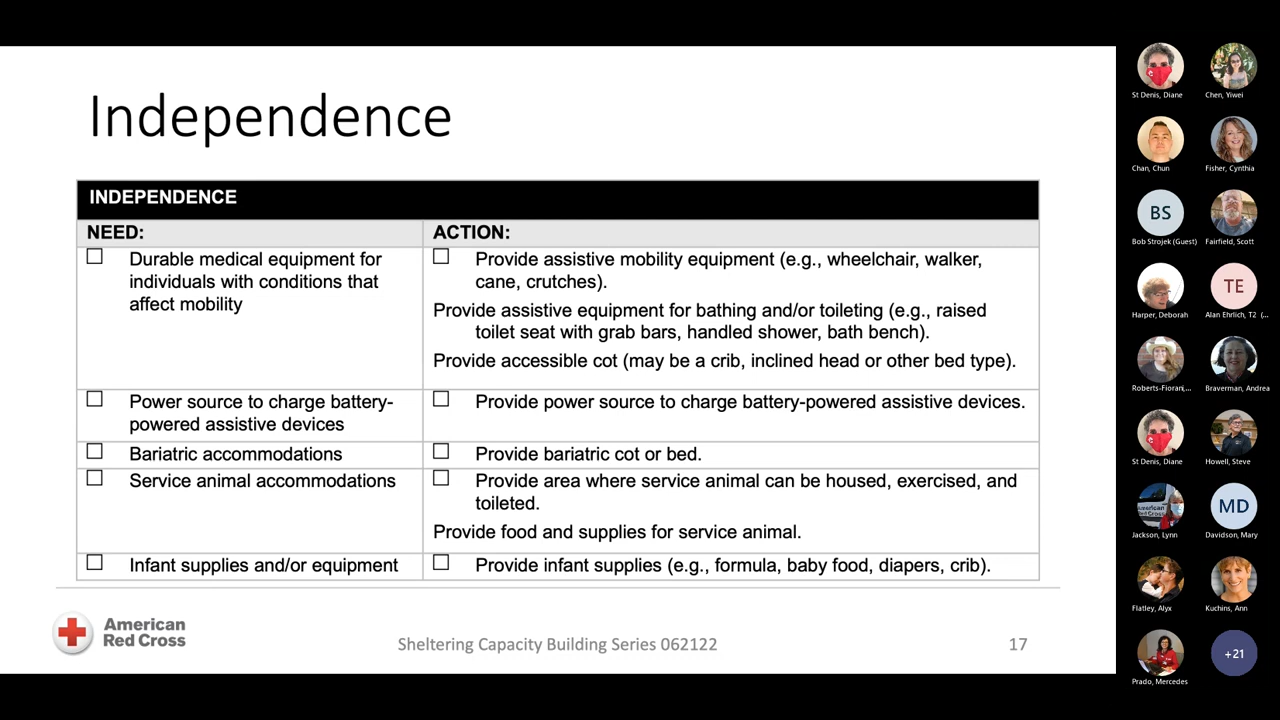 Independence
INDEPENDENCE
NEED:
ACTION:
Durable medical equipment for
individuals with conditions that
affect mobility
Provide assistive mobility equipment (e.g., wheelchair, walker,
cane, crutches).
Provide assistive equipment for bathing and/or toileting (e.g., raised
toilet seat with grab bars, handled shower, bath bench).
Provide accessible cot (may be a crib, inclined head or other bed type).
Power source to charge battery-
powered assistive devices
Provide power source to charge battery-powered assistive devices.
Bariatric accommodations
Provide bariatric cot or bed.
Service animal accommodations
Provide area where service animal can be housed, exercised, and
toileted.
Provide food and supplies for service animal.
Infant supplies and/or equipment
Provide infant supplies (e.g., formula, baby food, diapers, crib).
American
Red Cross
Sheltering Capacity Building Series 062122
17
St Denis, Diane
Chen, Yiwei
Chan, Chun
Fisher, Cynthia
BS
Bob Strojek (Guest)
Fairfield, Scott
Harper, Deborah
TE
Alan Ehrlich, T2 (...
Roberts-Fiorani,...
Braverman, Andrea
St Denis, Diane
Howell, Steve
American
Red Cross
Jackson, Lynn
MD
Davidson, Mary
Flatley, Alyx
Kuchins, Ann
Prado, Mercedes
+21